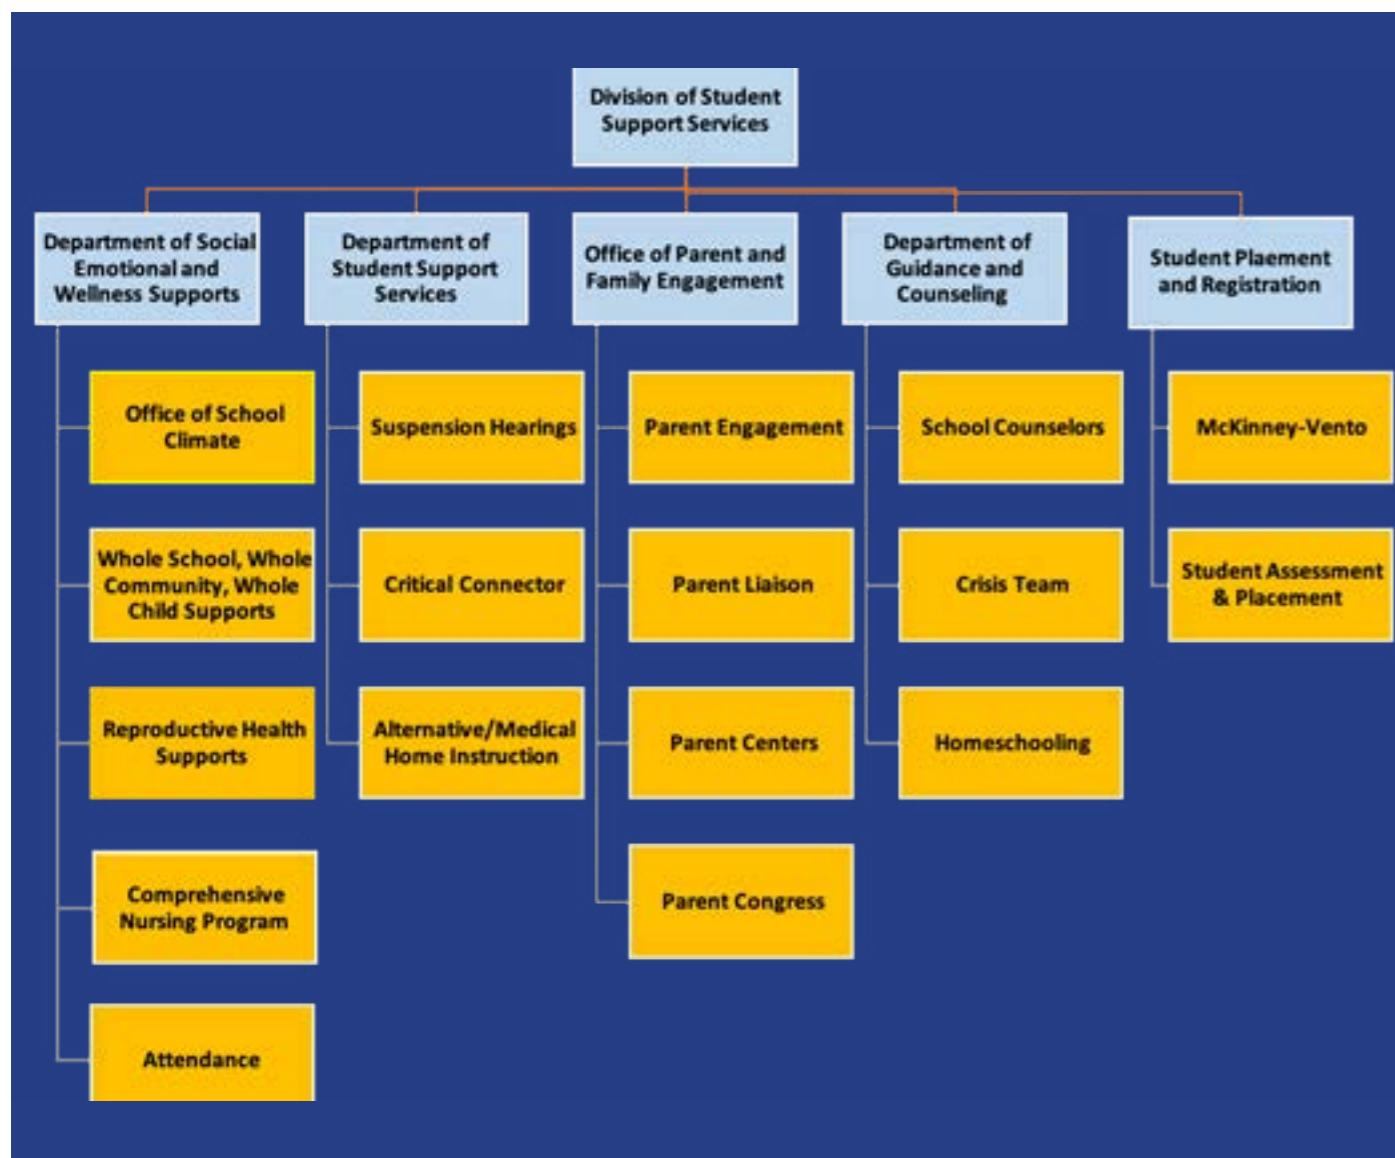 Division of Student
Support Services
Department of Social
Emotional and
Wellness Supports
Department of
Student Support
Services
Office of Parent and
Family Engagement
Department of
Guidance and
Counseling
Student Plaement
and Registration
Office of School
Climate
Suspension Hearings
Parent Engagement
School Counselors
McKinney-Vento
Whole School, Whole
Community, Whole
Child Supports
Critical Connector
Parent Liaison
Crisis Team
Student Assessment
& Placement
Reproductive Health
Supports
Alternative/Medical
Home Instruction
Parent Centers
Homeschooling
Comprehensive
Nursing Program
Parent Congress
Attendance